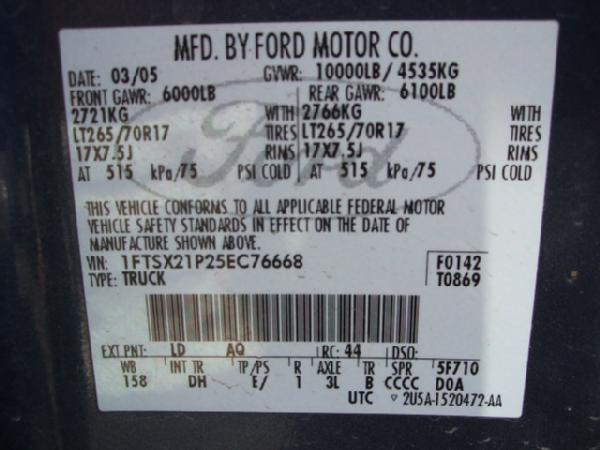 MFD. BY FORD MOTOR CO.
DATE: 03/05 GVWR: 10000LB/ 4535KG
FRONT GAWR: 6000LB REAR GAWR: 6100LB
2721KG WITH 2766KG WITH
LT265/70R17 TIRES LT265/70R17 TIRES
17X7.5J RIMS 17X7.5J RIMS
AT 515 kPa/75 PSI COLD AT 515 kPa/75 PSI COLD
Ford
THIS VEHICLE CONFORMS TO ALL APPLICABLE FEDERAL MOTOR
VEHICLE SAFETY STANDARDS IN EFFECT ON THE DATE OF
MANUFACTURE SHOWN ABOVE.
VIN: 1FTSX21P25EC76668 F0142
TYPE: TRUCK T0869
EXT PNT: LD AQ RC: 44 DSO:
WB INT TR TP/PS R AXLE TR SPR 5F710
158 DH E/ 1 3L B CCCC D0A
UTC 2U5A-1520472-AA